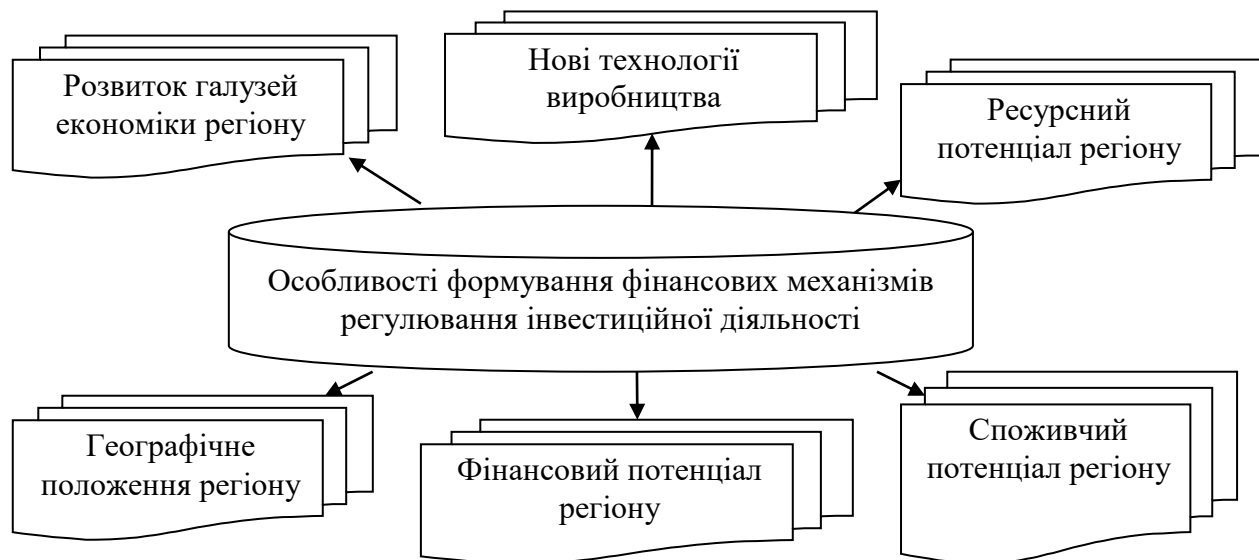 Розвиток галузей
економіки регіону
Нові технології
виробництва
Ресурсний
потенціал регіону
Особливості формування фінансових механізмів
регулювання інвестиційної діяльності
Географічне
положення регіону
Фінансовий потенціал
регіону
Споживчий
потенціал регіону